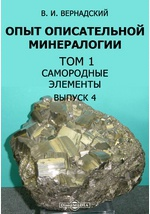 В. И. ВЕРНАДСКИЙ
ОПЫТ ОПИСАТЕЛЬНОЙ
МИНЕРАЛОГИИ
ТОМ 1
САМОРОДНЫЕ
ЭЛЕМЕНТЫ
ВЫПУСК 4